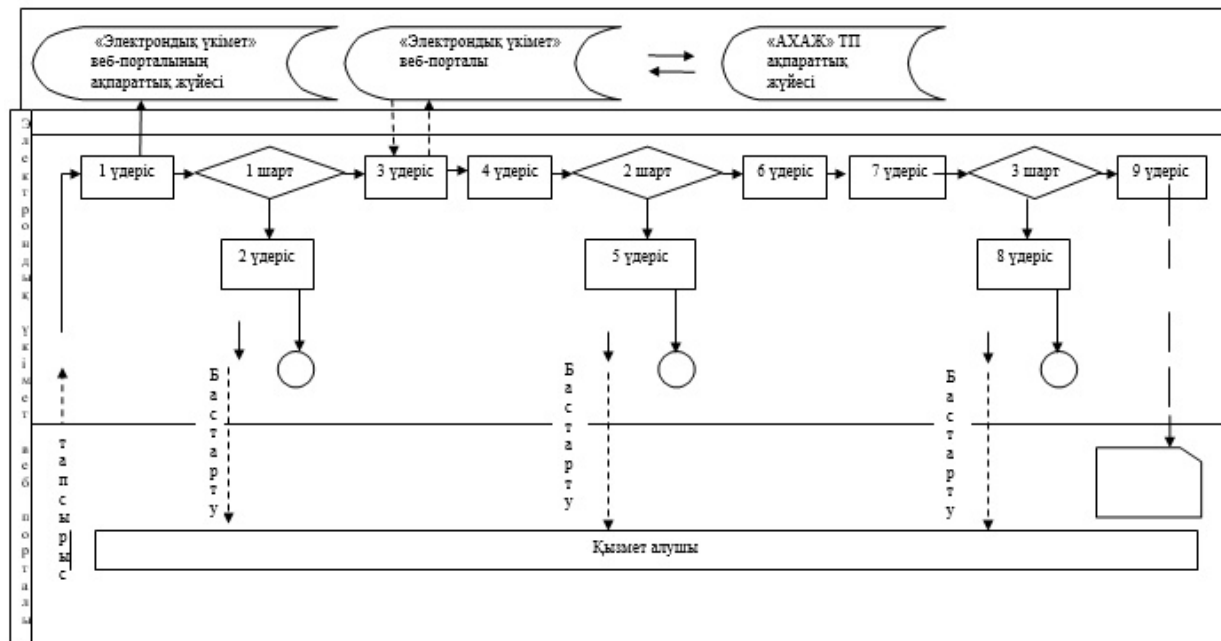 «Электрондық үкімет»
веб-порталының
ақпараттық жүйесі
«Электрондық үкімет»
веб-порталы
«АХАЖ» ТП
ақпараттық
жүйесі
Электрондық үкімет веб порталы
1 үдеріс
1 шарт
3 үдеріс
4 үдеріс
2 шарт
6 үдеріс
7 үдеріс
3 шарт
9 үдеріс
2 үдеріс
5 үдеріс
8 үдеріс
Бастарту
Бастарту
Бастарту
тапсырыс
Қызмет алушы